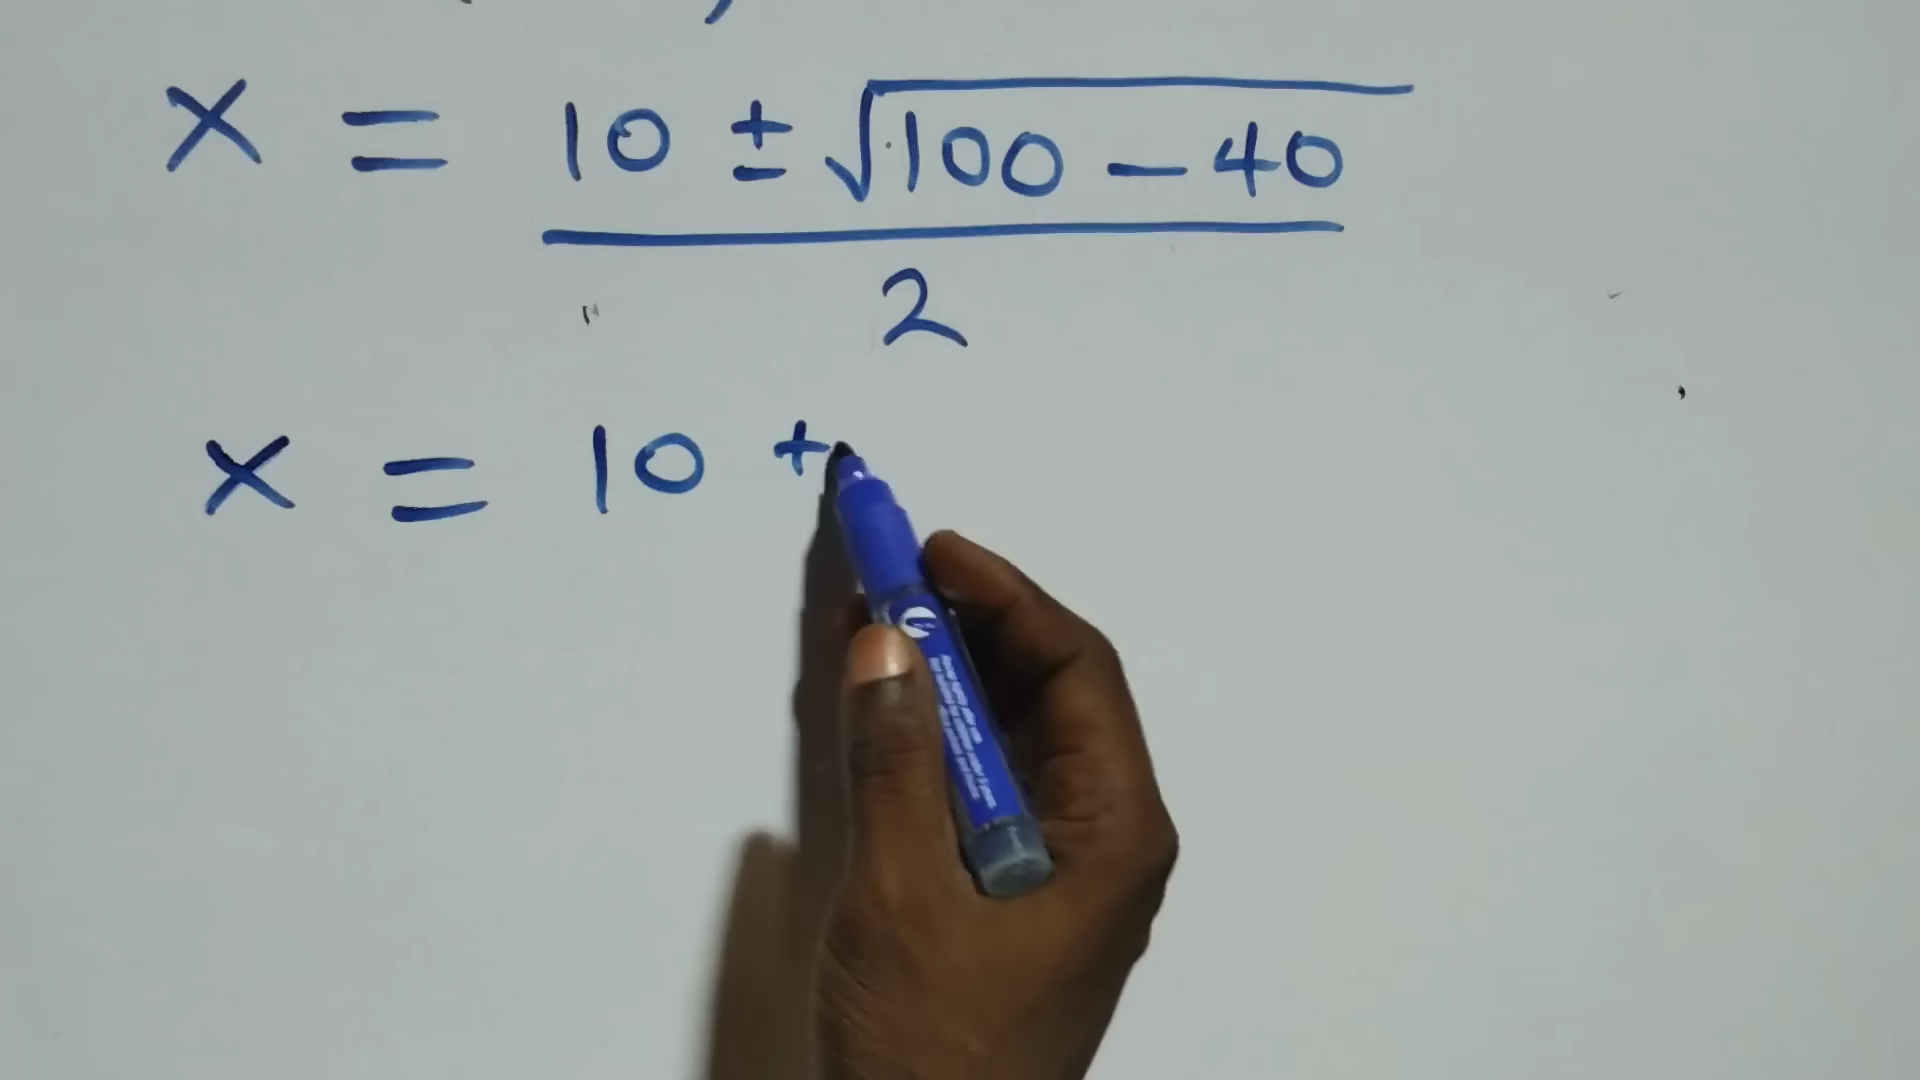 x = 10 ± √100 - 40
2
x = 10 +